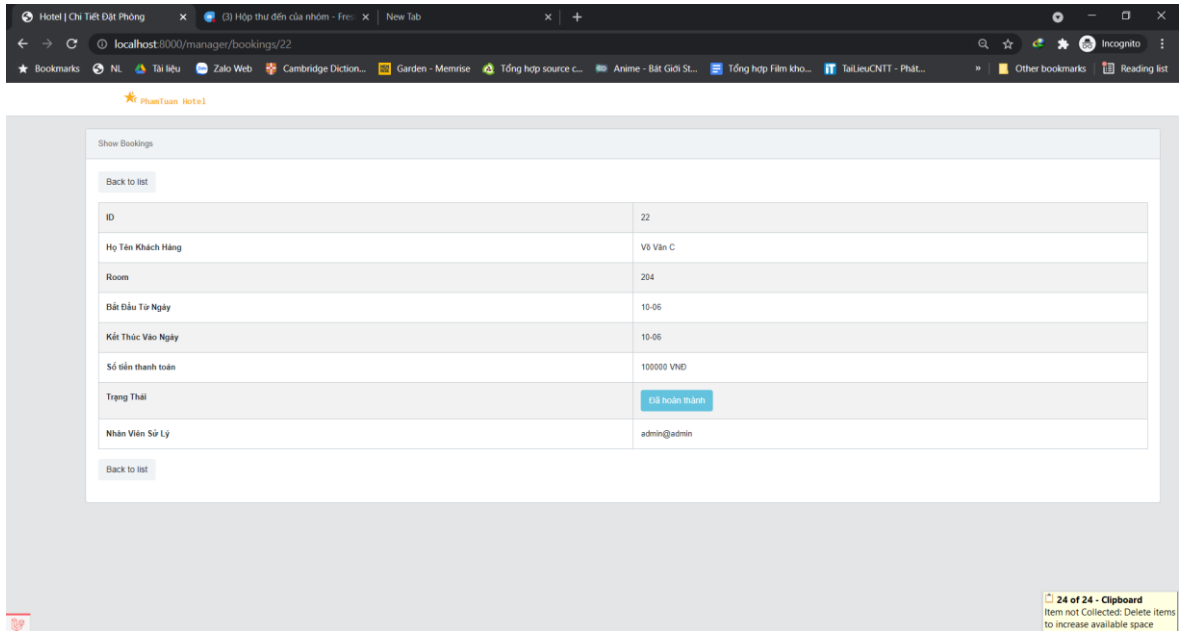 Hotel | Chi Tiết Đặt Phòng
(3) Hộp thư đến của nhóm - Fres
New Tab
localhost:8000/manager/bookings/22
Incognito
Bookmarks NL Tài liệu Zalo Web Cambridge Diction... Garden - Memrise Tổng hợp source c... Anime - Bát Giới St... Tổng hợp Film kho... TaiLieuCNTT - Phát... » Other bookmarks Reading list
PhamTuan Hotel
Show Bookings
Back to list
ID 22
Họ Tên Khách Hàng Võ Văn C
Room 204
Bắt Đầu Từ Ngày 10-06
Kết Thúc Vào Ngày 10-06
Số tiền thanh toán 100000 VNĐ
Trạng Thái Đã hoàn thành
Nhân Viên Sử Lý admin@admin
Back to list
24 of 24 - Clipboard
Item not Collected: Delete items
to increase available space